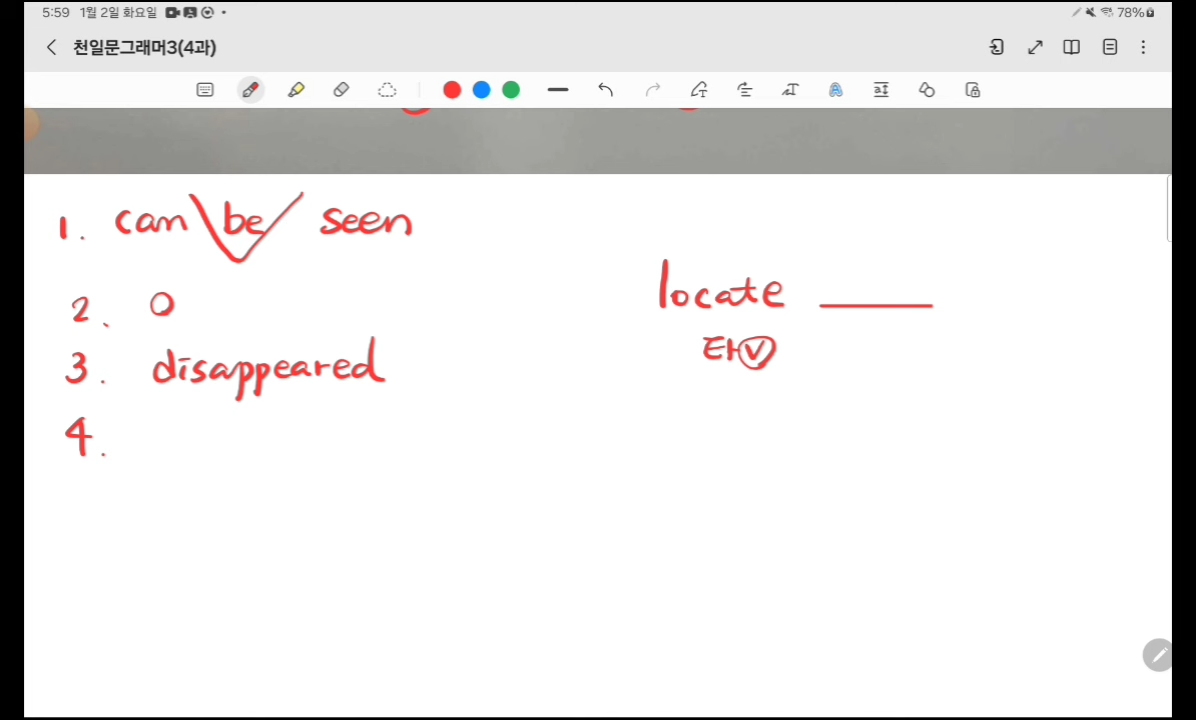 5:59 1월 2일 화요일 78%
천일문그래머3(4과)
1. can be seen
2. O
3. disappeared
4.
locate
타V